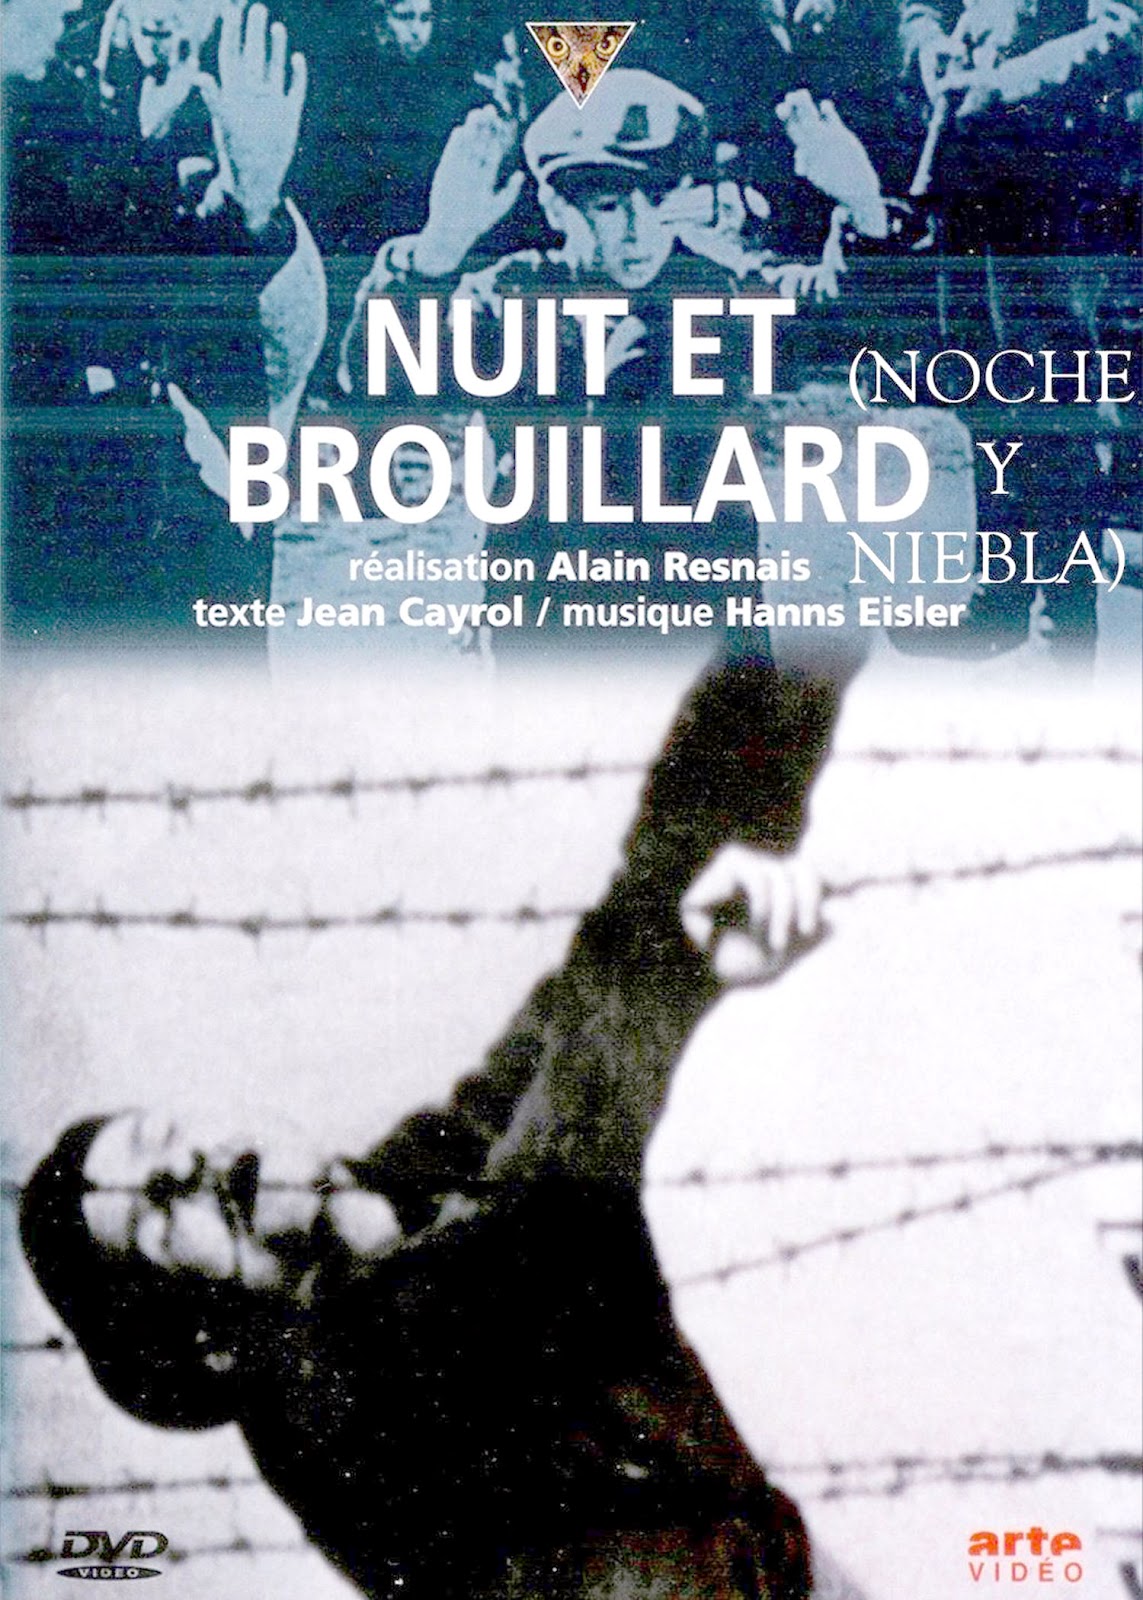 NUIT ET
BROUILLARD
(NOCHE
Y
NIEBLA)
réalisation Alain Resnais
texte Jean Cayrol / musique Hanns Eisler
DVD
VIDEO
arte
VIDÉO